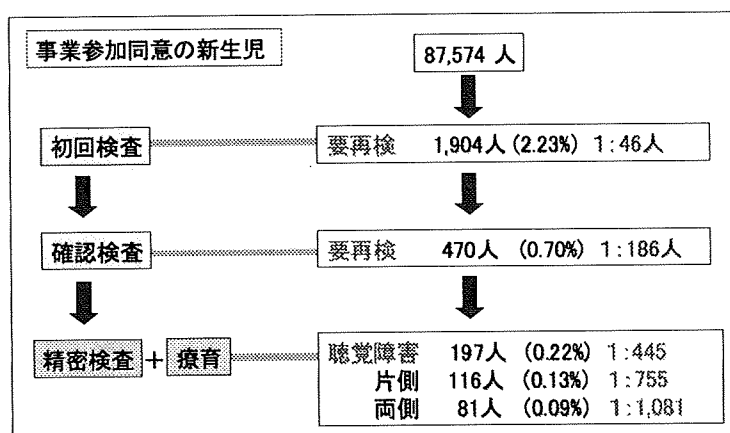 事業参加同意の新生児
87,574 人
初回検査
要再検 1,904人 (2.23%) 1:46人
確認検査
要再検 470人 (0.70%) 1:186人
精密検査 + 療育
聴覚障害 197人 (0.22%) 1:445
片側 116人 (0.13%) 1:755
両側 81人 (0.09%) 1:1,081